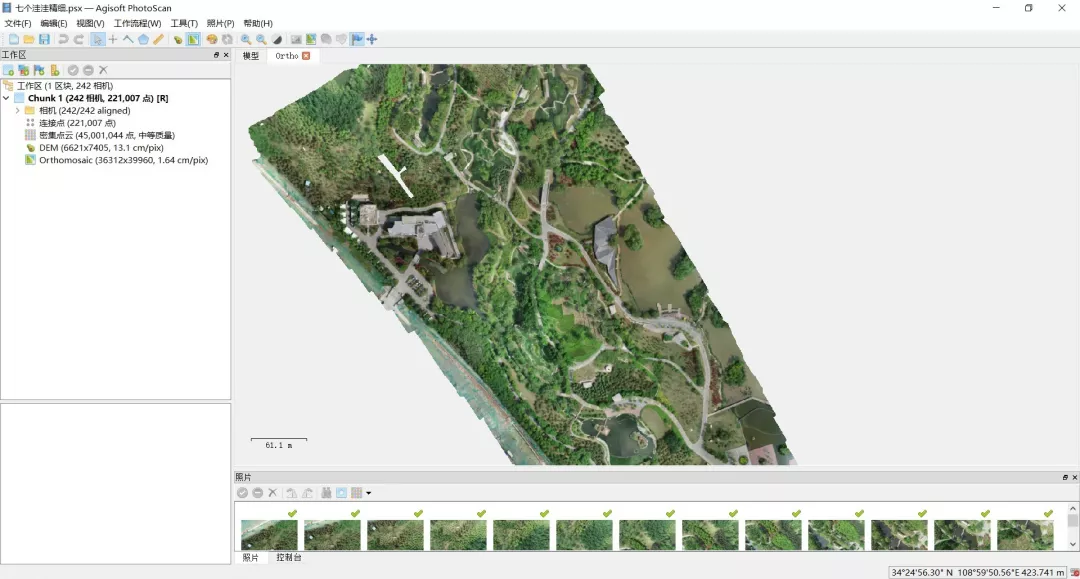 七个洼洼精细.psx — Agisoft PhotoScan
文件(F) 编辑(E) 视图(V) 工作流程(W) 工具(T) 照片(P) 帮助(H)
工作区
模型 Ortho
工作区 (1 区块, 242 相机)
Chunk 1 (242 相机, 221,007 点) [R]
相机 (242/242 aligned)
连接点 (221,007 点)
密集点云 (45,001,044 点, 中等质量)
DEM (6621x7405, 13.1 cm/pix)
Orthomosaic (36312x39960, 1.64 cm/pix)
61.1 m
照片
照片 控制台
34°24'56.30" N 108°59'50.56"E 423.741 m